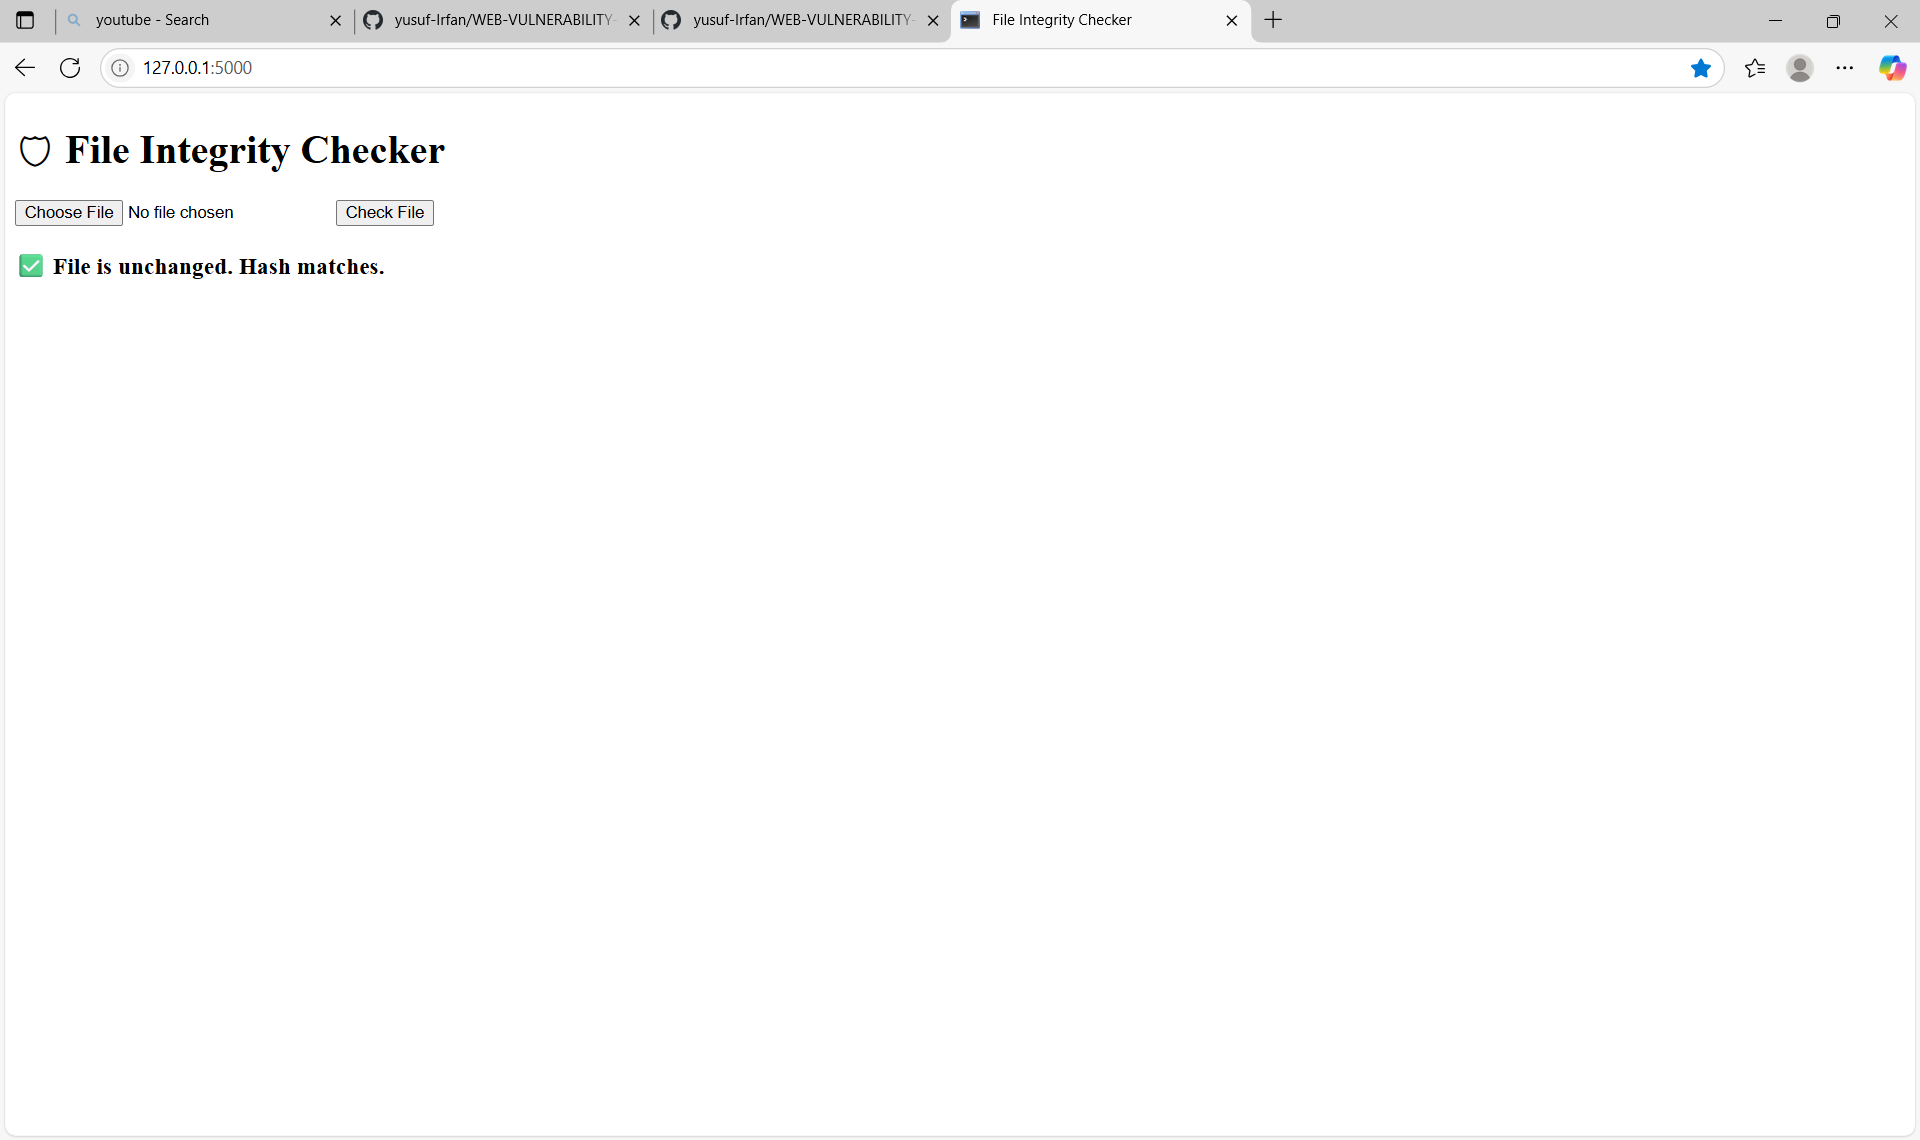 youtube - Search
yusuf-Irfan/WEB-VULNERABILITY-
yusuf-Irfan/WEB-VULNERABILITY-
File Integrity Checker
127.0.0.1:5000
File Integrity Checker
Choose File No file chosen Check File
File is unchanged. Hash matches.